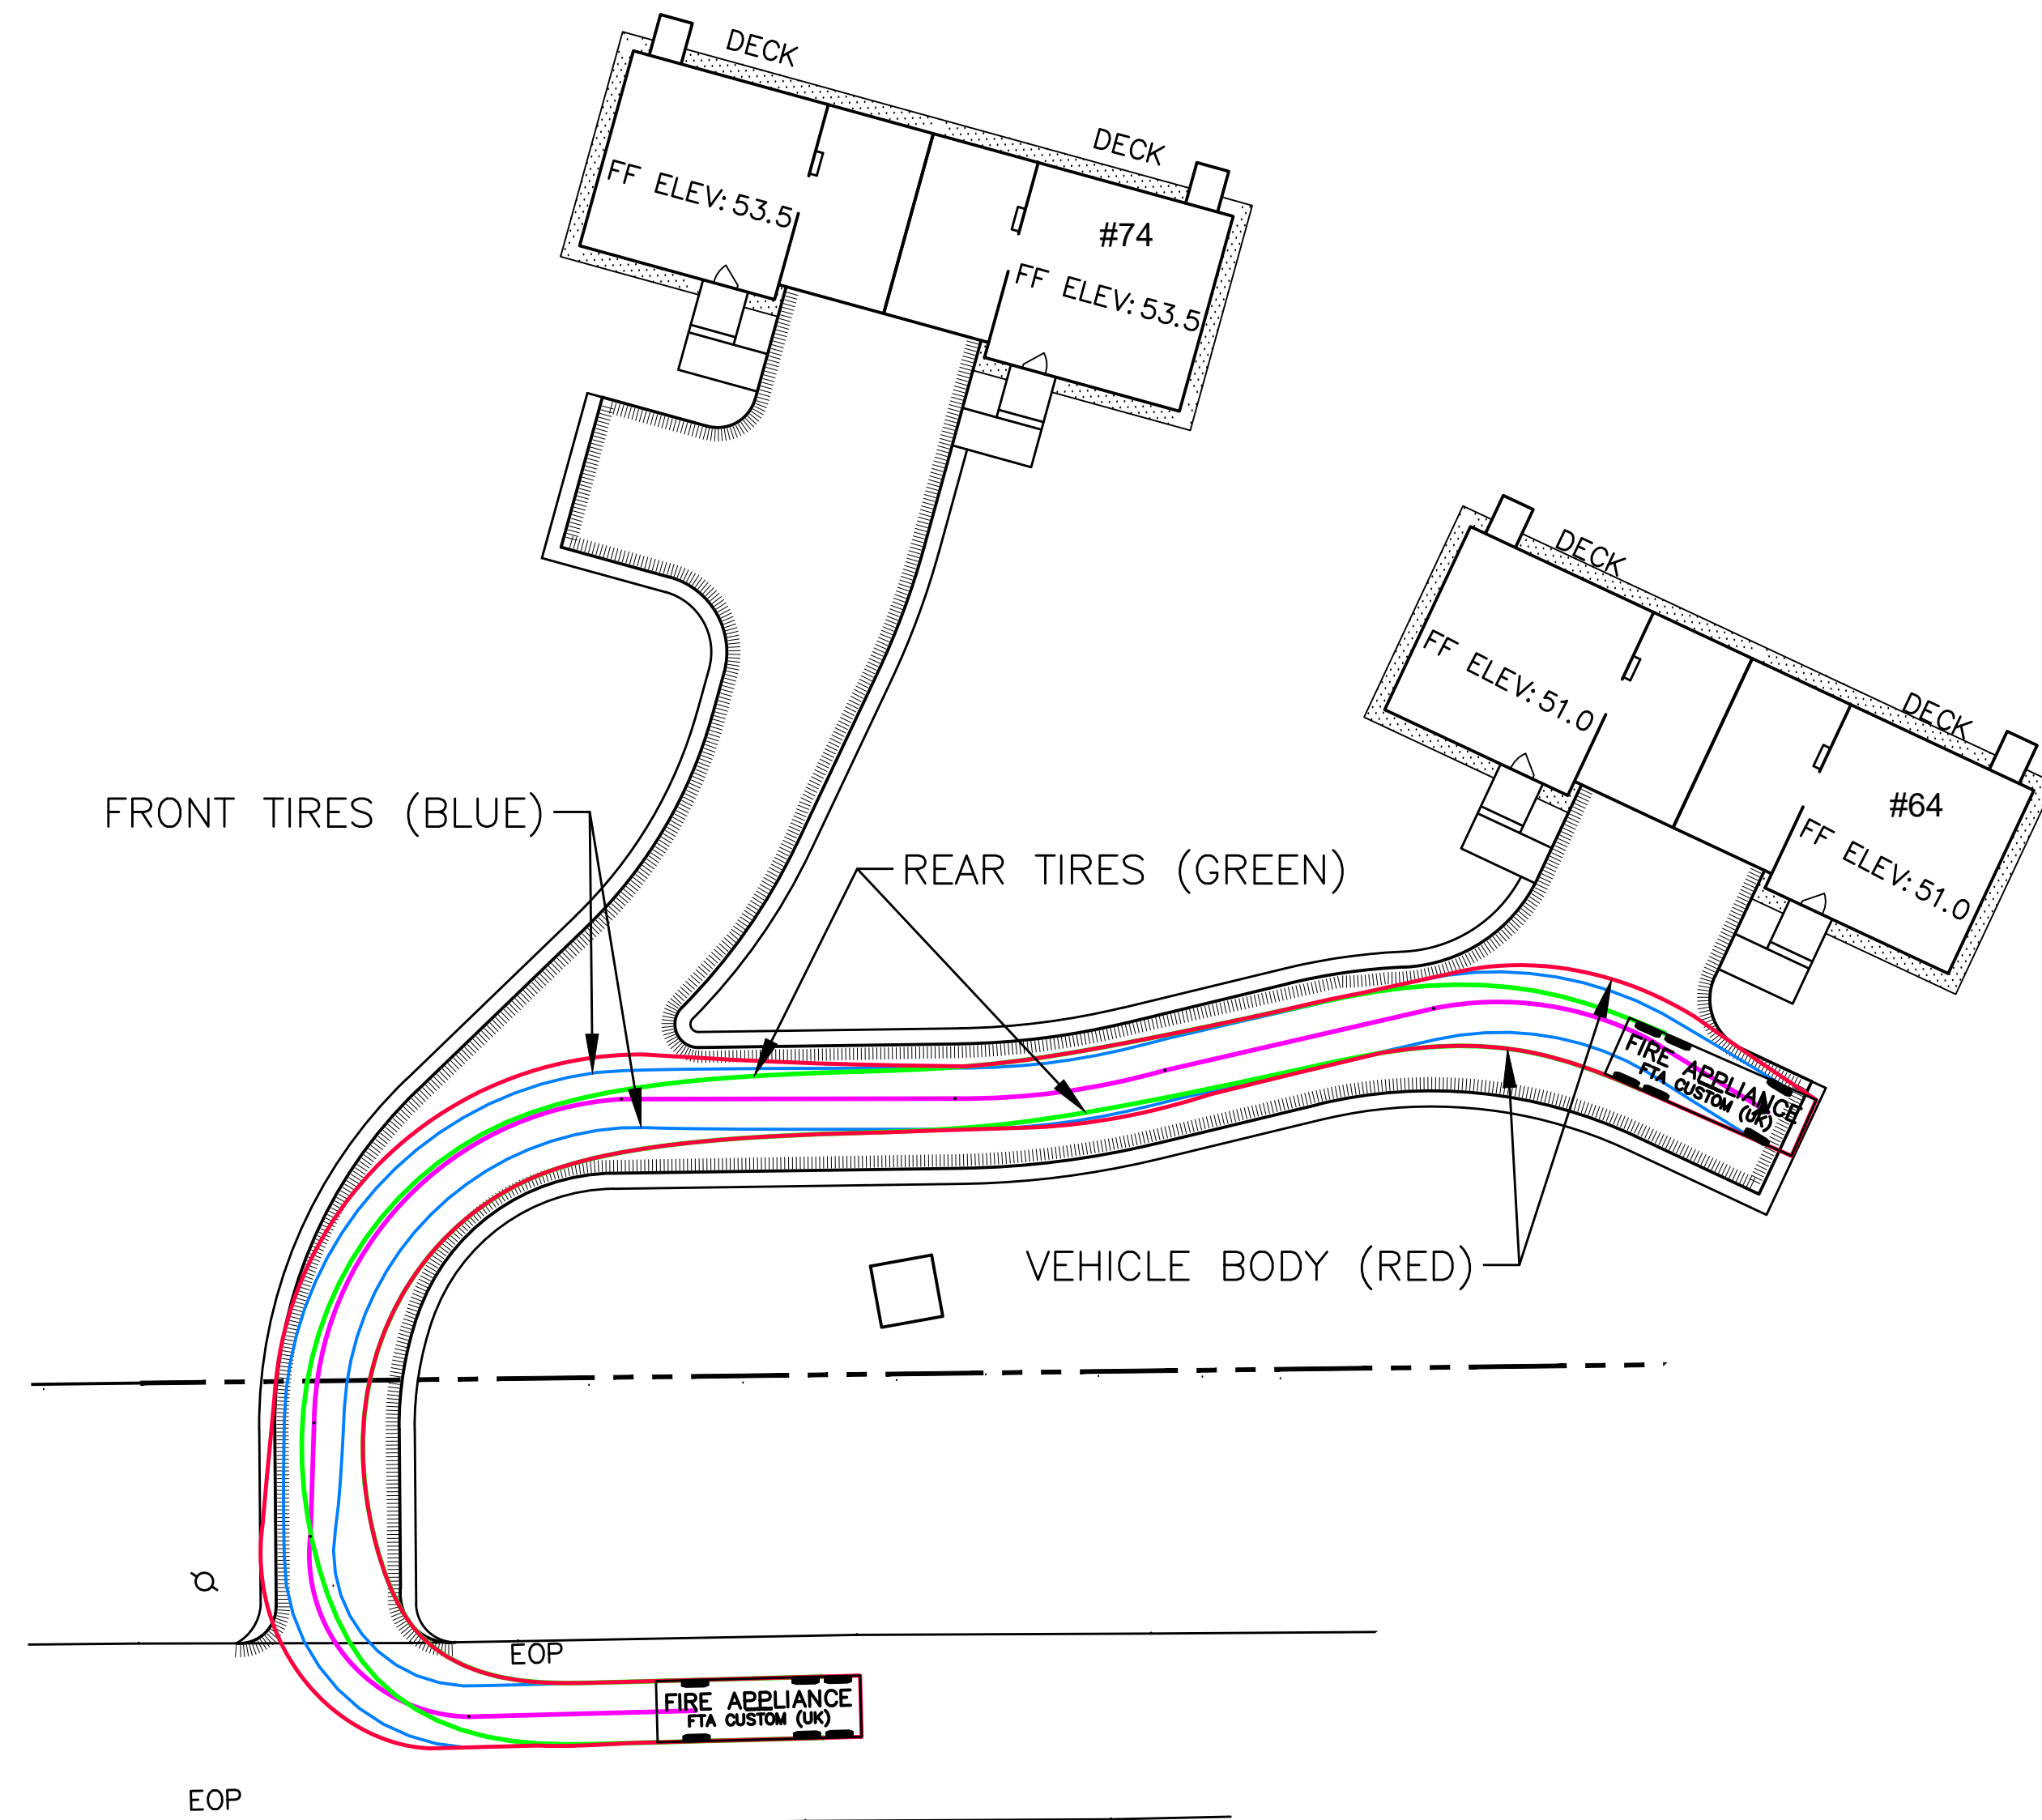 DECK
DECK
FF ELEV: 53.5
#74
FF ELEV: 53.5
DECK
FF ELEV: 51.0
DECK
#64
FF ELEV: 51.0
FRONT TIRES (BLUE)
REAR TIRES (GREEN)
FIRE APPLIANCE
FTA CUSTOM (UK)
VEHICLE BODY (RED)
EOP
FIRE APPLIANCE
FTA CUSTOM (UK)
EOP